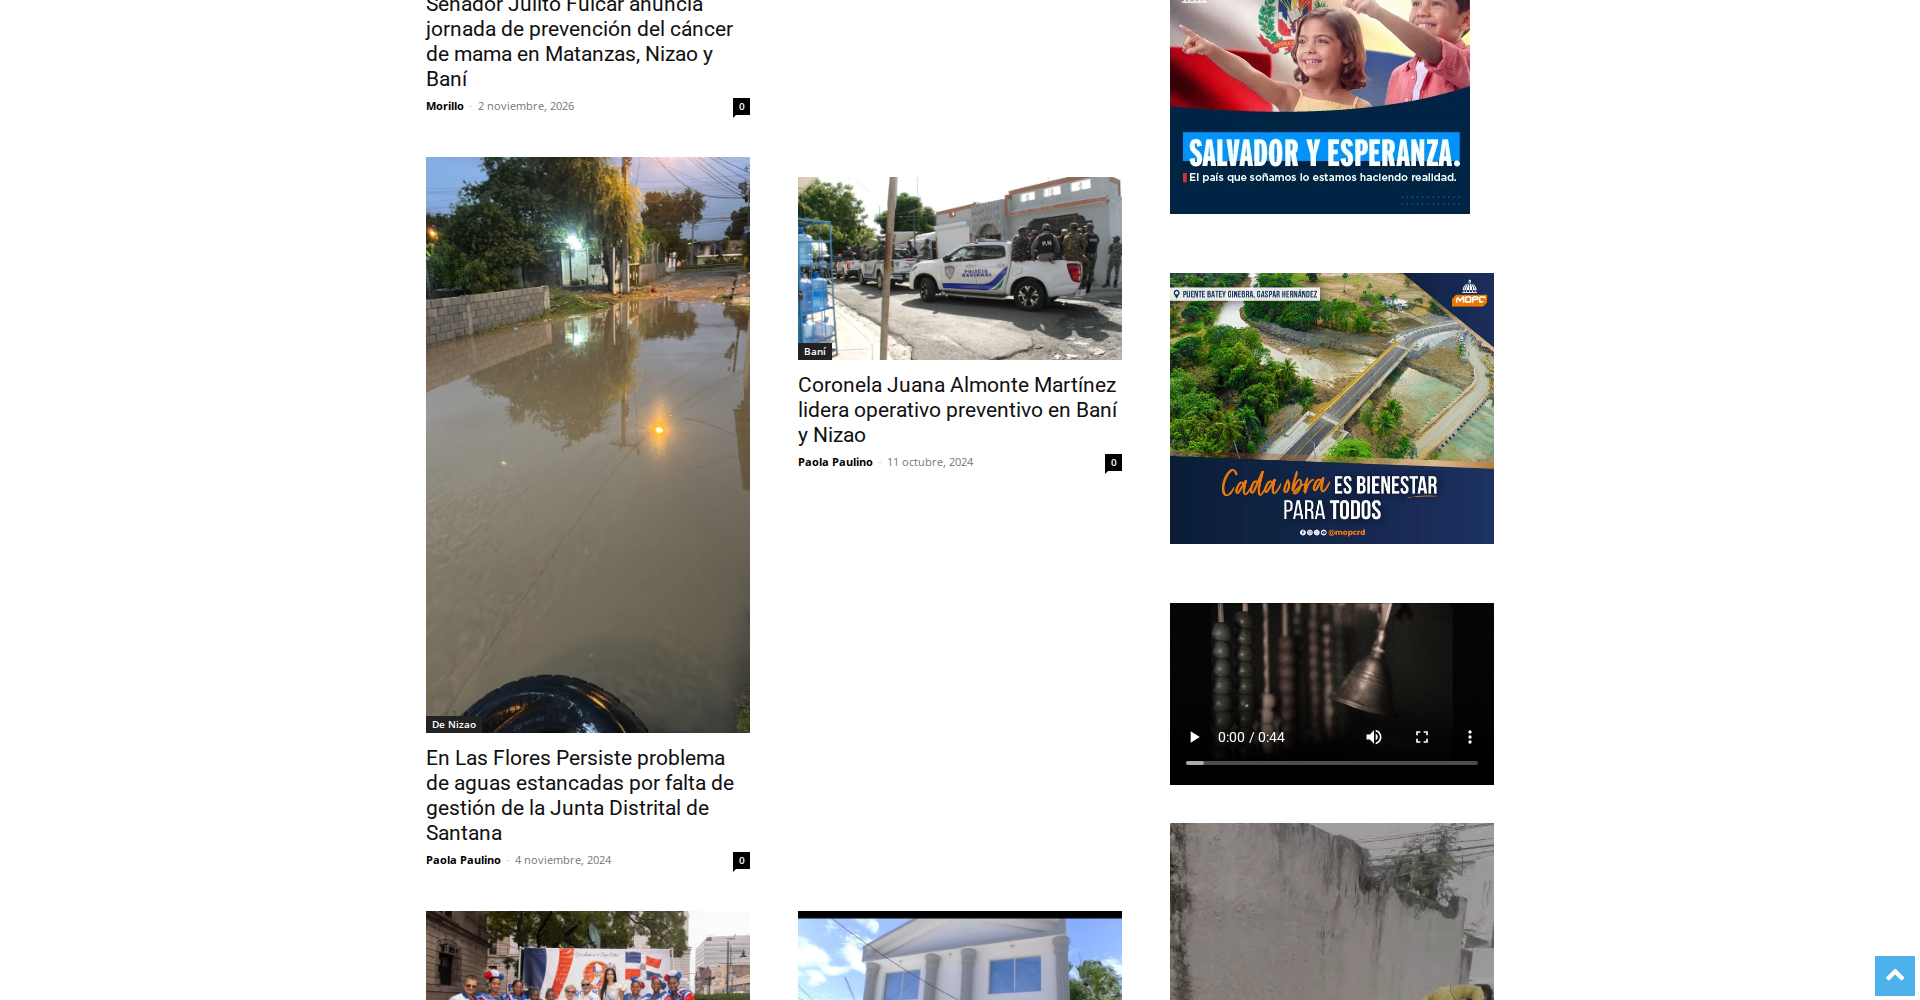 Senador Julito Fulcar anuncia
jornada de prevención del cáncer
de mama en Matanzas, Nizao y
Baní
Morillo - 2 noviembre, 2026
0
De Nizao
En Las Flores Persiste problema
de aguas estancadas por falta de
gestión de la Junta Distrital de
Santana
Paola Paulino - 4 noviembre, 2024
0
POLICIA
NACIONAL
Baní
Coronela Juana Almonte Martínez
lidera operativo preventivo en Baní
y Nizao
Paola Paulino - 11 octubre, 2024
0
SALVADOR Y ESPERANZA.
El país que soñamos lo estamos haciendo realidad.
PUENTE BATEY GINEBRA, GASPAR HERNÁNDEZ
MOPC
Cada obra ES BIENESTAR
PARA TODOS
@mopcrd
0:00 / 0:44